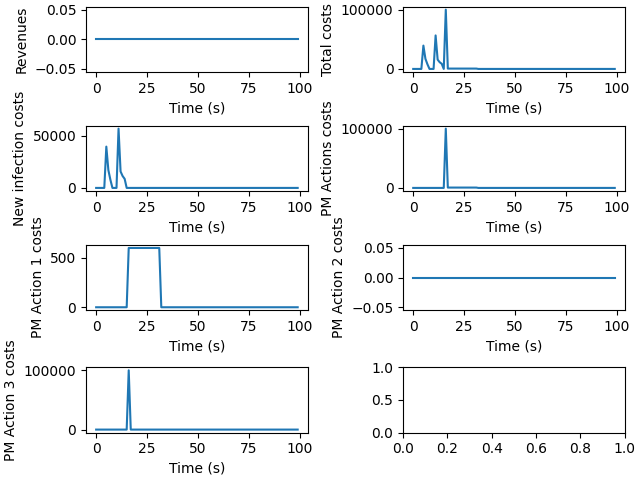 Revenues
0.05
0.00
−0.05
0 25 50 75 100
Time (s)
Total costs
100000
0
0 25 50 75 100
Time (s)
New infection costs
50000
0
0 25 50 75 100
Time (s)
PM Actions costs
100000
0
0 25 50 75 100
Time (s)
PM Action 1 costs
500
0
0 25 50 75 100
Time (s)
PM Action 2 costs
0.05
0.00
−0.05
0 25 50 75 100
Time (s)
PM Action 3 costs
100000
0
0 25 50 75 100
Time (s)
1.0
0.5
0.0
0.0 0.2 0.4 0.6 0.8 1.0